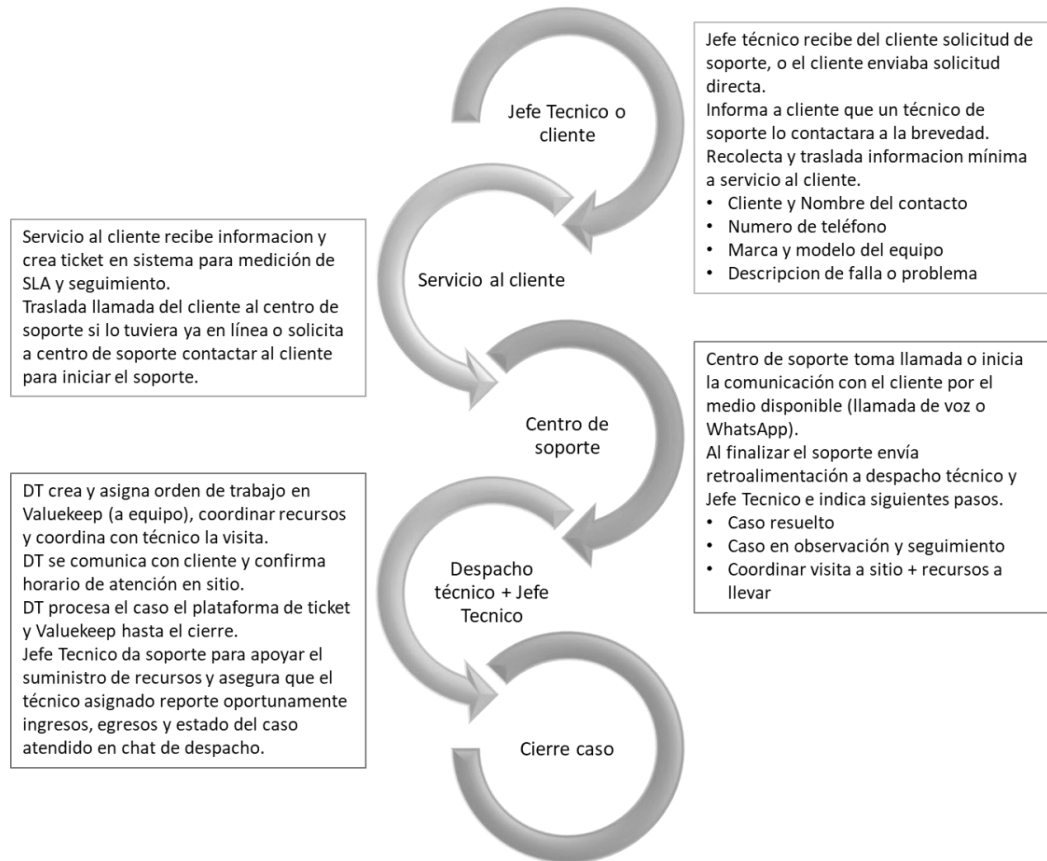 Jefe Tecnico o
cliente
Jefe técnico recibe del cliente solicitud de
soporte, o el cliente enviaba solicitud
directa.
Informa a cliente que un técnico de
soporte lo contactara a la brevedad.
Recolecta y traslada informacion mínima
a servicio al cliente.
• Cliente y Nombre del contacto
• Numero de teléfono
• Marca y modelo del equipo
• Descripcion de falla o problema
Servicio al cliente recibe informacion y
crea ticket en sistema para medición de
SLA y seguimiento.
Traslada llamada del cliente al centro de
soporte si lo tuviera ya en línea o solicita
a centro de soporte contactar al cliente
para iniciar el soporte.
Servicio al cliente
Centro de
soporte
Centro de soporte toma llamada o inicia
la comunicación con el cliente por el
medio disponible (llamada de voz o
WhatsApp).
Al finalizar el soporte envía
retroalimentación a despacho técnico y
Jefe Tecnico e indica siguientes pasos.
• Caso resuelto
• Caso en observación y seguimiento
• Coordinar visita a sitio + recursos a
llevar
DT crea y asigna orden de trabajo en
Valuekeep (a equipo), coordinar recursos
y coordina con técnico la visita.
DT se comunica con cliente y confirma
horario de atención en sitio.
DT procesa el caso el plataforma de ticket
y Valuekeep hasta el cierre.
Jefe Tecnico da soporte para apoyar el
suministro de recursos y asegura que el
técnico asignado reporte oportunamente
ingresos, egresos y estado del caso
atendido en chat de despacho.
Despacho
técnico + Jefe
Tecnico
Cierre caso